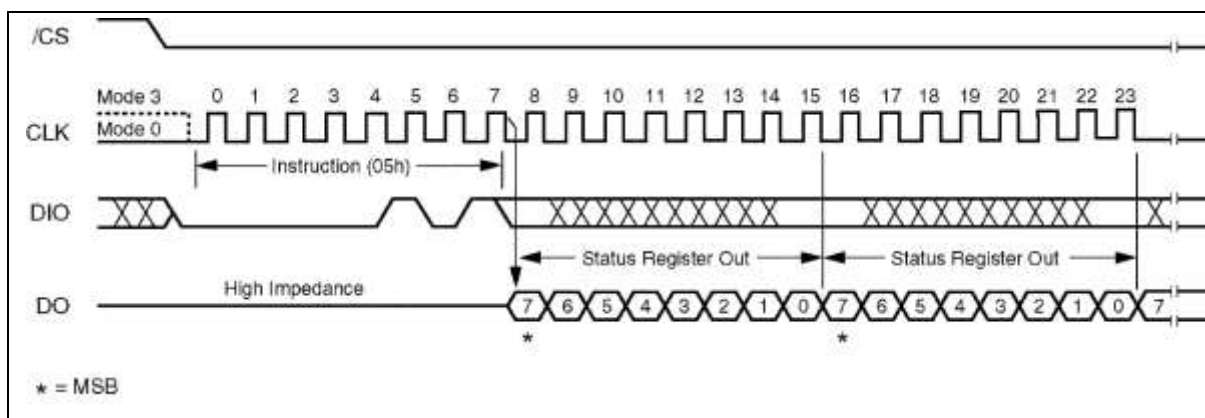 /CS
Mode 3 0 1 2 3 4 5 6 7 8 9 10 11 12 13 14 15 16 17 18 19 20 21 22 23
CLK Mode 0
Instruction (05h)
DIO
Status Register Out Status Register Out
High Impedance
DO 7 6 5 4 3 2 1 0 7 6 5 4 3 2 1 0 7
* *
* = MSB